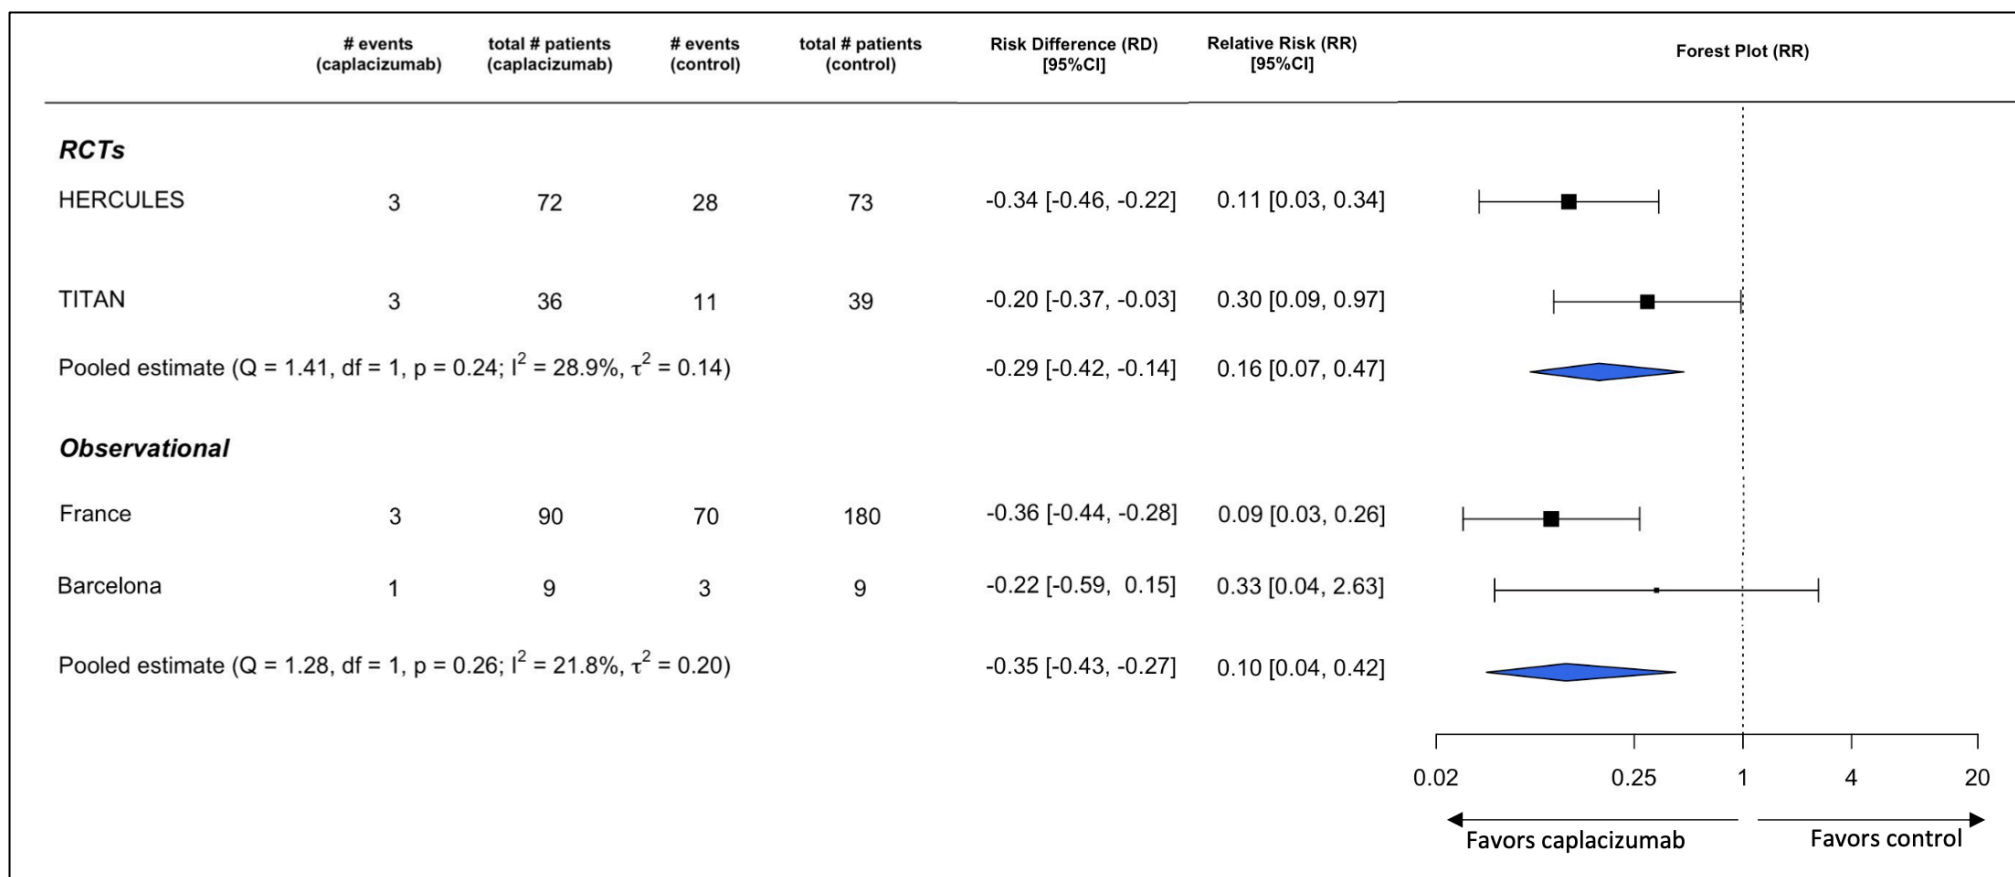 # events total # patients # events total # patients Risk Difference (RD) Relative Risk (RR) Forest Plot (RR)
(caplacizumab) (caplacizumab) (control) (control) [95%CI] [95%CI]
RCTs
HERCULES 3 72 28 73 -0.34 [-0.46, -0.22] 0.11 [0.03, 0.34]
TITAN 3 36 11 39 -0.20 [-0.37, -0.03] 0.30 [0.09, 0.97]
Pooled estimate (Q = 1.41, df = 1, p = 0.24; I² = 28.9%, τ² = 0.14) -0.29 [-0.42, -0.14] 0.16 [0.07, 0.47]
Observational
France 3 90 70 180 -0.36 [-0.44, -0.28] 0.09 [0.03, 0.26]
Barcelona 1 9 3 9 -0.22 [-0.59, 0.15] 0.33 [0.04, 2.63]
Pooled estimate (Q = 1.28, df = 1, p = 0.26; I² = 21.8%, τ² = 0.20) -0.35 [-0.43, -0.27] 0.10 [0.04, 0.42]
0.02 0.25 1 4 20
Favors caplacizumab Favors control